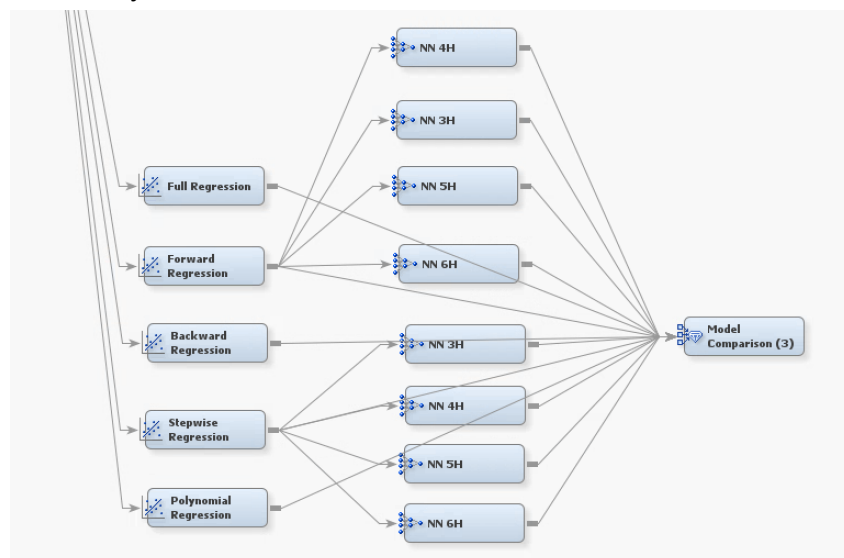 NN 4H
NN 3H
NN 5H
Full Regression
Forward
Regression
NN 6H
Backward
Regression
NN 3H
Model
Comparison (3)
NN 4H
Stepwise
Regression
NN 5H
Polynomial
Regression
NN 6H